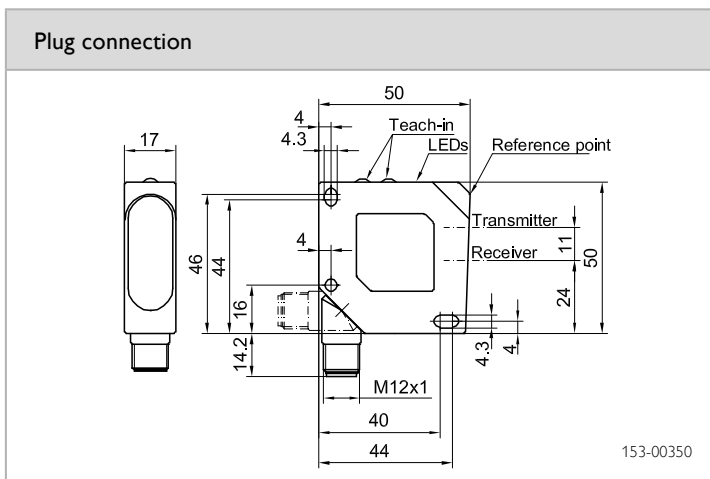 Plug connection
50
4
Teach-in
4.3
LEDs
Reference point
17
Transmitter
4
Receiver
11
50
46
44
16
24
14.2
4.3
4
M12x1
40
44
153-00350